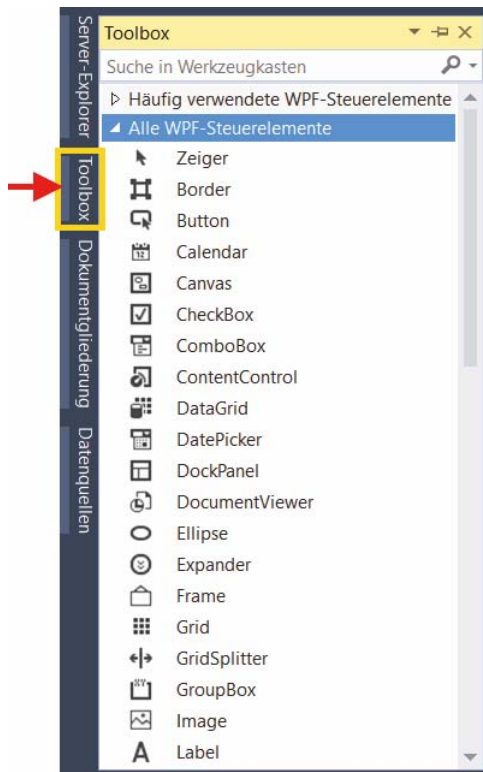 Server-Explorer
Toolbox
Dokumentgliederung
Datenquellen
Toolbox
Suche in Werkzeugkasten
Häufig verwendete WPF-Steuerelemente
Alle WPF-Steuerelemente
Zeiger
Border
Button
Calendar
Canvas
CheckBox
ComboBox
ContentControl
DataGrid
DatePicker
DockPanel
DocumentViewer
Ellipse
Expander
Frame
Grid
GridSplitter
GroupBox
Image
Label